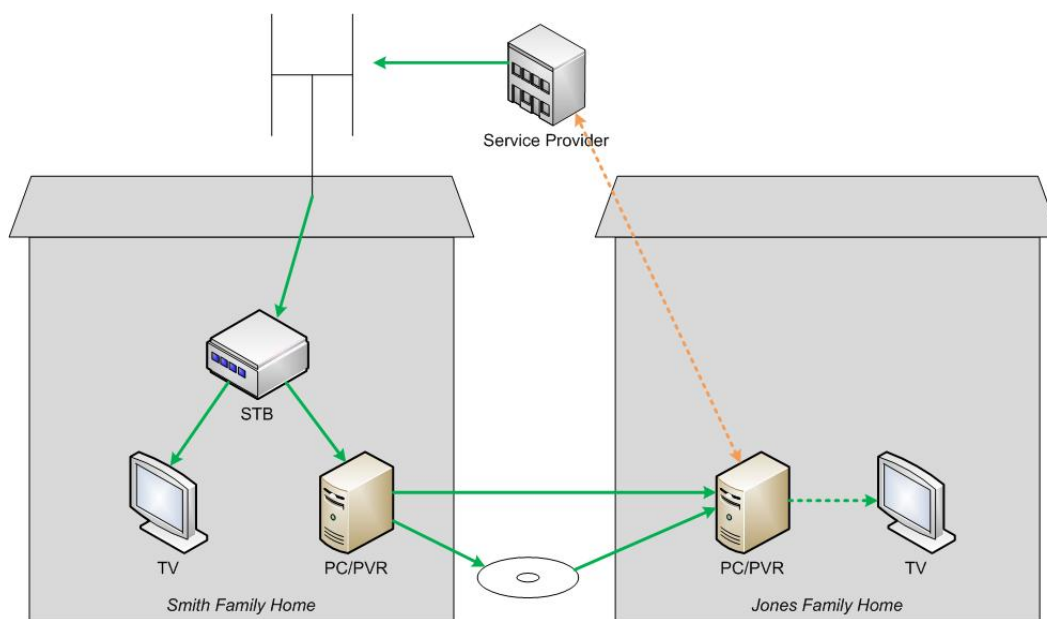 Service Provider
STB
TV
PC/PVR
PC/PVR
TV
Smith Family Home
Jones Family Home